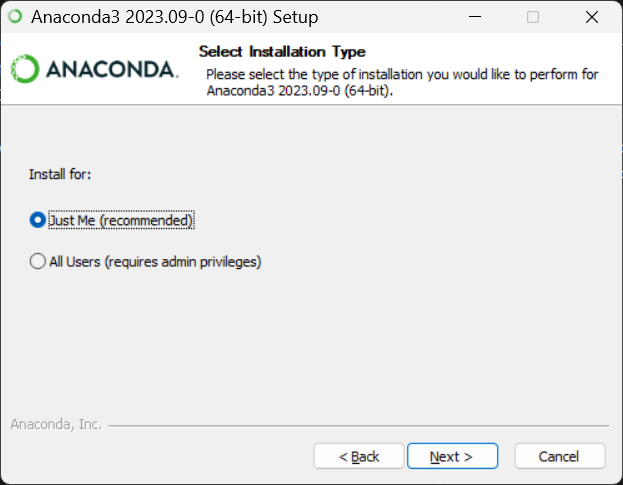 Anaconda3 2023.09-0 (64-bit) Setup
ANACONDA.
Select Installation Type
Please select the type of installation you would like to perform for
Anaconda3 2023.09-0 (64-bit).
Install for:
Just Me (recommended)
All Users (requires admin privileges)
Anaconda, Inc.
< Back
Next >
Cancel